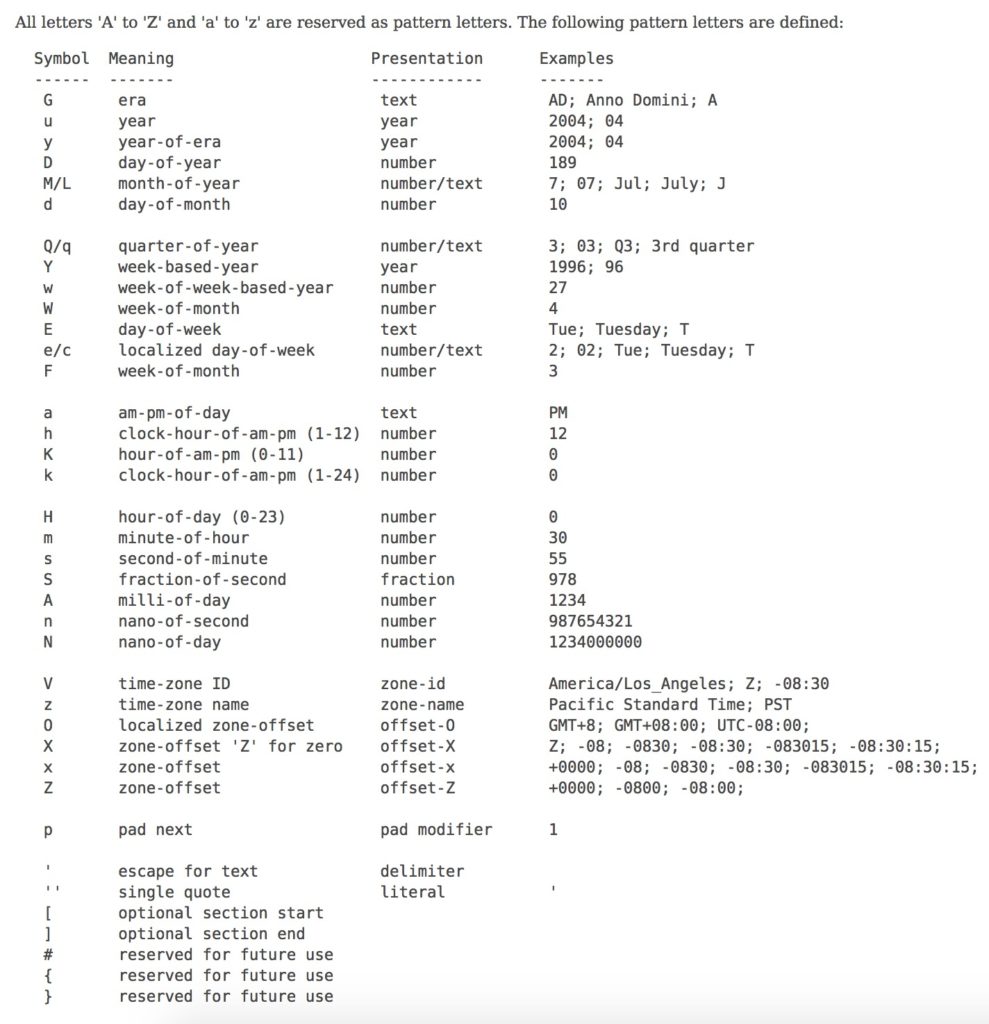 All letters 'A' to 'Z' and 'a' to 'z' are reserved as pattern letters. The following pattern letters are defined:
Symbol Meaning Presentation Examples
------ ------- ------------ -------
G era text AD; Anno Domini; A
u year year 2004; 04
y year-of-era year 2004; 04
D day-of-year number 189
M/L month-of-year number/text 7; 07; Jul; July; J
d day-of-month number 10
Q/q quarter-of-year number/text 3; 03; Q3; 3rd quarter
Y week-based-year year 1996; 96
w week-of-week-based-year number 27
W week-of-month number 4
E day-of-week text Tue; Tuesday; T
e/c localized day-of-week number/text 2; 02; Tue; Tuesday; T
F week-of-month number 3
a am-pm-of-day text PM
h clock-hour-of-am-pm (1-12) number 12
K hour-of-am-pm (0-11) number 0
k clock-hour-of-am-pm (1-24) number 0
H hour-of-day (0-23) number 0
m minute-of-hour number 30
s second-of-minute number 55
S fraction-of-second fraction 978
A milli-of-day number 1234
n nano-of-second number 987654321
N nano-of-day number 1234000000
V time-zone ID zone-id America/Los_Angeles; Z; -08:30
z time-zone name zone-name Pacific Standard Time; PST
O localized zone-offset offset-O GMT+8; GMT+08:00; UTC-08:00;
X zone-offset 'Z' for zero offset-X Z; -08; -0830; -08:30; -083015; -08:30:15;
x zone-offset offset-x +0000; -08; -0830; -08:30; -083015; -08:30:15;
Z zone-offset offset-Z +0000; -0800; -08:00;
p pad next pad modifier 1
' escape for text delimiter
'' single quote literal '
[ optional section start
] optional section end
# reserved for future use
{ reserved for future use
} reserved for future use